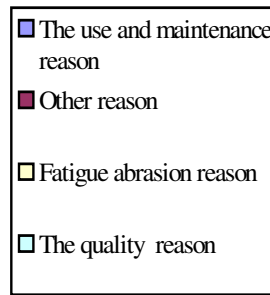 The use and maintenance
reason
Other reason
Fatigue abrasion reason
The quality reason